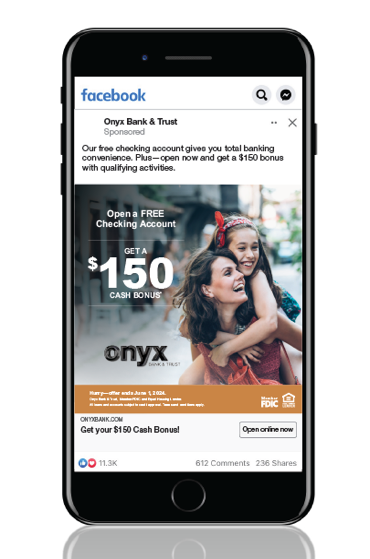 facebook
Onyx Bank & Trust
Sponsored
Our free checking account gives you total banking
convenience. Plus—open now and get a $150 bonus
with qualifying activities.
Open a FREE
Checking Account
GET A
$150
CASH BONUS*
onyx
BANK & TRUST
Hurry—offer ends June 1, 2024.
Member
FDIC
ONYXBANK.COM
Get your $150 Cash Bonus!
Open online now
11.3K
612 Comments 236 Shares